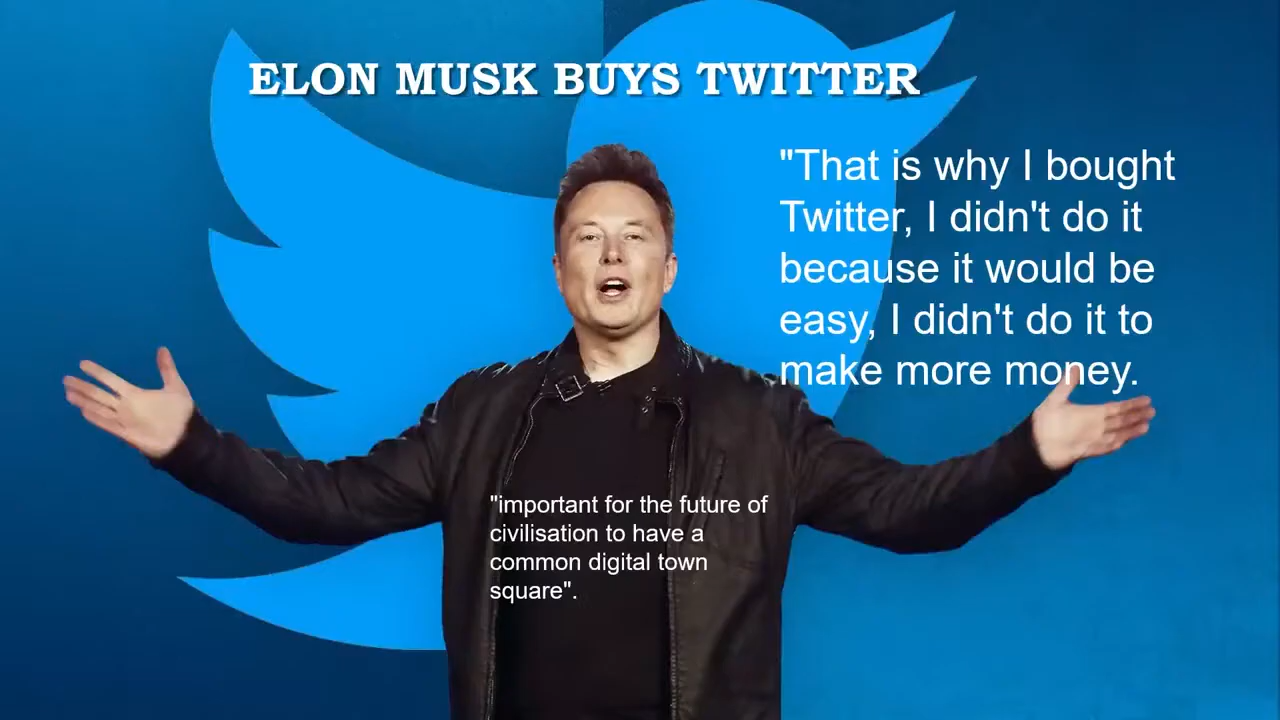 ELON MUSK BUYS TWITTER
"That is why I bought
Twitter, I didn't do it
because it would be
easy, I didn't do it to
make more money.
"important for the future of
civilisation to have a
common digital town
square".